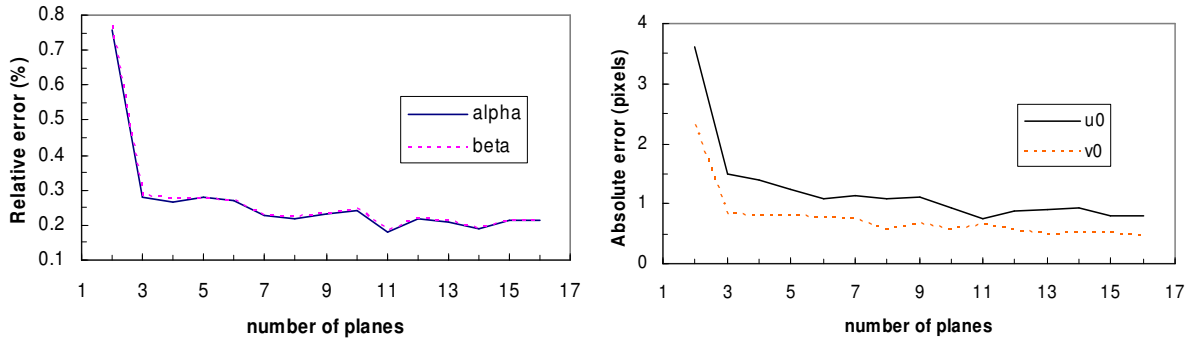 Relative error (%)
0.8
0.7
0.6
0.5
0.4
0.3
0.2
0.1
alpha
beta
1 3 5 7 9 11 13 15 17
number of planes
Absolute error (pixels)
4
3
2
1
0
u0
v0
1 3 5 7 9 11 13 15 17
number of planes